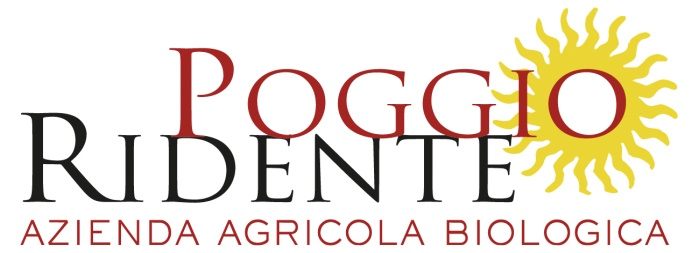 POGGIO
RIDENTE
AZIENDA AGRICOLA BIOLOGICA